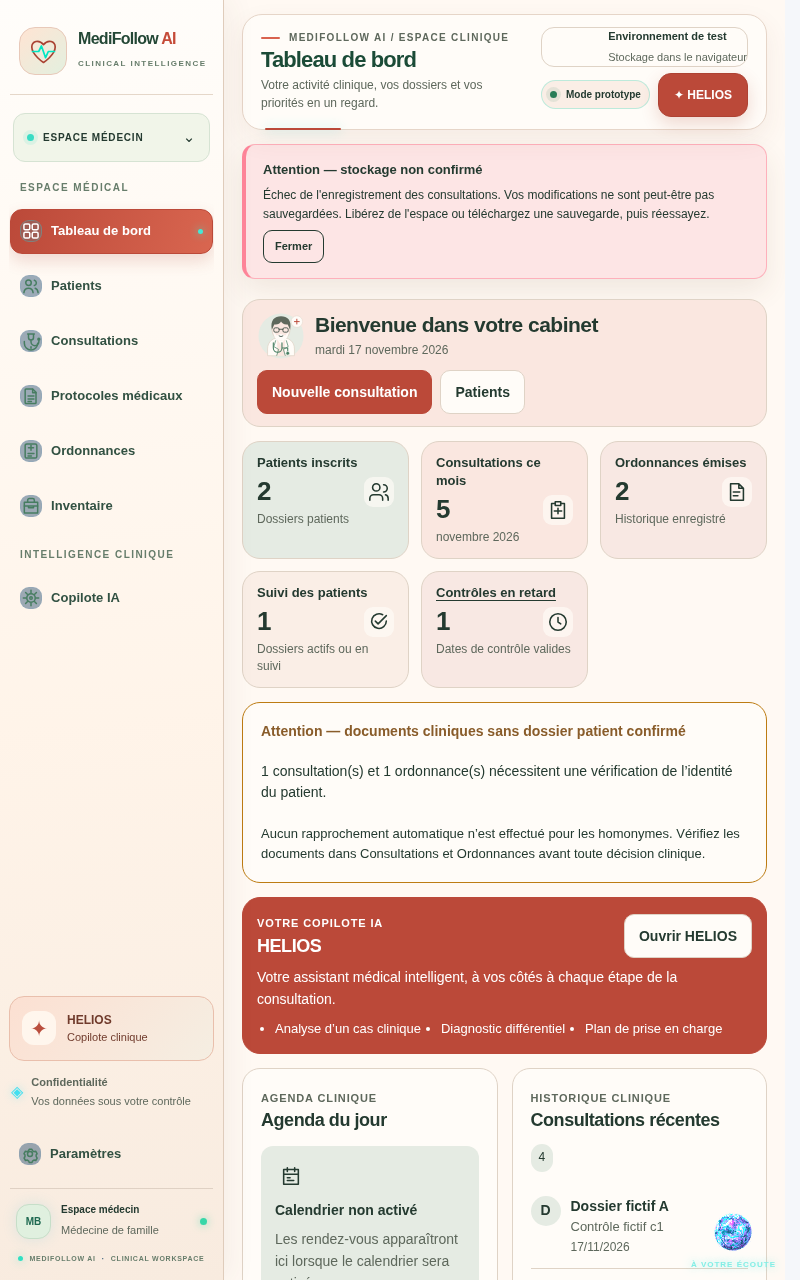 MediFollow AI
CLINICAL INTELLIGENCE
ESPACE MÉDECIN
ESPACE MÉDICAL
Tableau de bord
Patients
Consultations
Protocoles médicaux
Ordonnances
Inventaire
INTELLIGENCE CLINIQUE
Copilote IA
HELIOS
Copilote clinique
Confidentialité
Vos données sous votre contrôle
Paramètres
MB
Espace médecin
Médecine de famille
MEDIFOLLOW AI · CLINICAL WORKSPACE
MEDIFOLLOW AI / ESPACE CLINIQUE
Tableau de bord
Votre activité clinique, vos dossiers et vos
priorités en un regard.
Environnement de test
Stockage dans le navigateur
Mode prototype
✦ HELIOS
Attention — stockage non confirmé
Échec de l'enregistrement des consultations. Vos modifications ne sont peut-être pas
sauvegardées. Libérez de l'espace ou téléchargez une sauvegarde, puis réessayez.
Fermer
Bienvenue dans votre cabinet
mardi 17 novembre 2026
Nouvelle consultation
Patients
Patients inscrits
2
Dossiers patients
Consultations ce
mois
5
novembre 2026
Ordonnances émises
2
Historique enregistré
Suivi des patients
1
Dossiers actifs ou en
suivi
Contrôles en retard
1
Dates de contrôle valides
Attention — documents cliniques sans dossier patient confirmé
1 consultation(s) et 1 ordonnance(s) nécessitent une vérification de l’identité
du patient.
Aucun rapprochement automatique n’est effectué pour les homonymes. Vérifiez les
documents dans Consultations et Ordonnances avant toute décision clinique.
VOTRE COPILOTE IA
HELIOS
Ouvrir HELIOS
Votre assistant médical intelligent, à vos côtés à chaque étape de la
consultation.
• Analyse d’un cas clinique • Diagnostic différentiel • Plan de prise en charge
AGENDA CLINIQUE
Agenda du jour
Calendrier non activé
Les rendez-vous apparaîtront
ici lorsque le calendrier sera
HISTORIQUE CLINIQUE
Consultations récentes
4
D
Dossier fictif A
Contrôle fictif c1
17/11/2026
À VOTRE ÉCOUTE